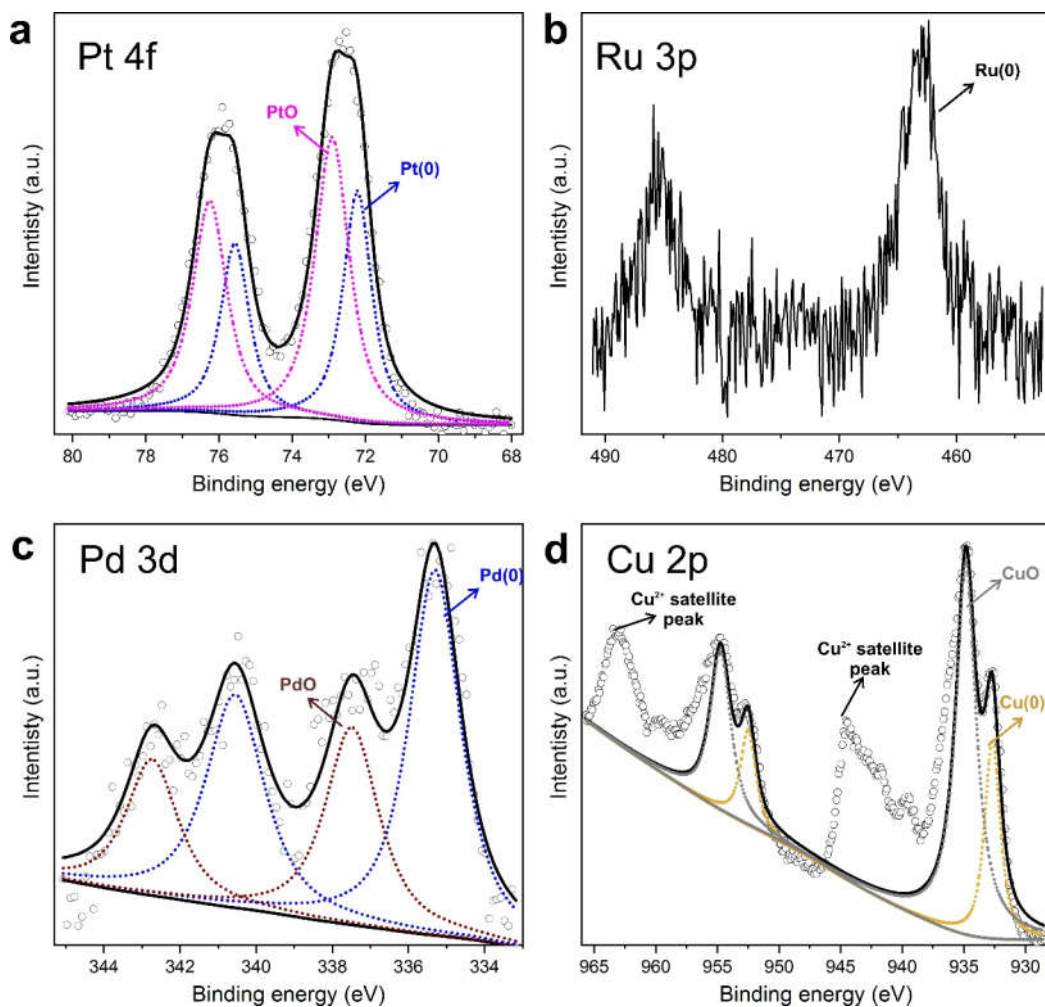 a
Pt 4f
PtO
Pt(0)
Intentisty (a.u.)
80 78 76 74 72 70 68
Binding energy (eV)
b
Ru 3p
Ru(0)
Intentisty (a.u.)
490 480 470 460
Binding energy (eV)
c
Pd 3d
Pd(0)
PdO
Intentisty (a.u.)
344 342 340 338 336 334
Binding energy (eV)
d
Cu 2p
CuO
Cu²⁺ satellite
peak
Cu²⁺ satellite
peak
Cu(0)
Intentisty (a.u.)
965 960 955 950 945 940 935 930
Binding energy (eV)